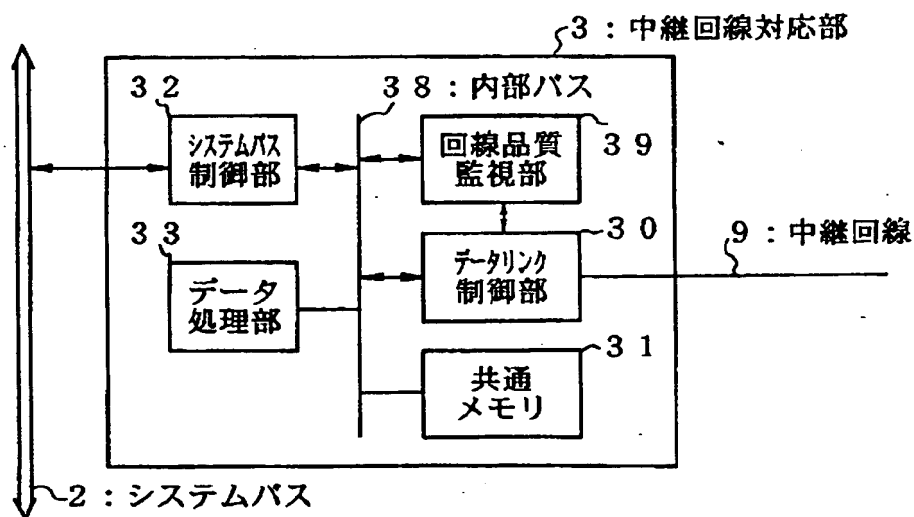 3：中継回線対応部
32
38：内部バス
システムバス
制御部
回線品質
監視部
39
33
データ
処理部
30
データリンク
制御部
9：中継回線
31
共通
メモリ
2：システムバス